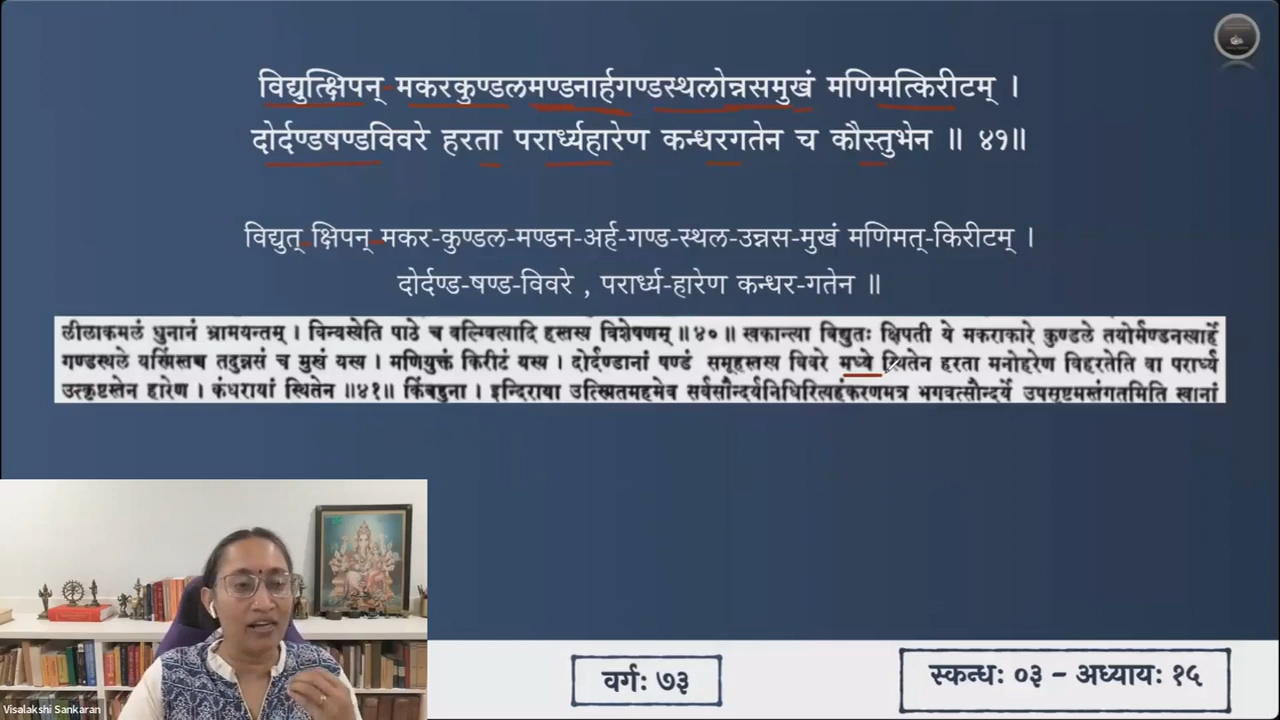 विद्युत्क्षिपन् मकरकुण्डलमण्डनार्हगण्डस्थलोन्नसमुखं मणिमत्किरीटम् ।
दोर्दण्डषण्डविवरे हरता परार्ध्यहारेण कन्धरगतेन च कौस्तुभेन ॥ ४१॥
विद्युत् क्षिपन् मकर-कुण्डल-मण्डन-अर्ह-गण्ड-स्थल-उन्नस-मुखं मणिमत्-किरीटम् ।
दोर्दण्ड-षण्ड-विवरे , परार्ध्य-हारेण कन्धर-गतेन ॥
लीलाकमलं धुनानं भ्रामयन्तम् । विन्यस्येति पाठे च वल्गित्यादि हस्तस्य विशेषणम् ॥ ४० ॥ स्वकान्त्या विद्युतः क्षिपती ये मकराकारे कुण्डले तयोर्मण्डनस्यार्हे
गण्डस्थले यस्मिंस्तच्च तदुन्नसं च मुखं यस्य । मणियुक्तं किरीटं यस्य । दोर्दण्डानां षण्डं समूहस्तस्य विवरे मध्ये स्थितेन हरता मनोहरेण विहरतेति वा परार्ध्य
उत्कृष्टस्तेन हारेण । कंधरायां स्थितेन ॥४१॥ किंबहुना । इन्दिराया उत्स्मितमहमेव सर्वसौन्दर्यनिधिरित्यहंकरणमत्र भगवत्सौन्दर्ये उपसृष्टमस्तंगतमिति स्वानां
Visalakshi Sankaran
वर्गः ७३
स्कन्धः ०३ – अध्यायः १५